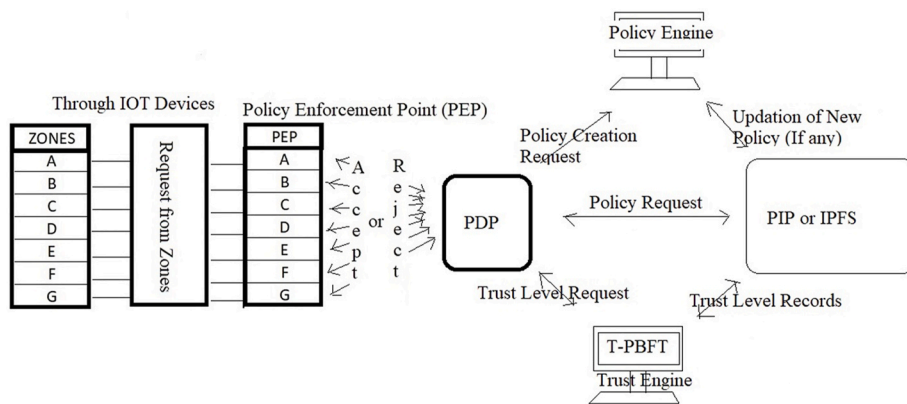 Policy Engine
Through IOT Devices
Policy Enforcement Point (PEP)
Updation of New
Policy (If any)
Policy Creation
Request
ZONES
A
B
C
D
E
F
G
Request from Zones
PEP
A
B
C
D
E
F
G
Accept
or
Reject
PDP
Policy Request
PIP or IPFS
Trust Level Request
Trust Level Records
T-PBFT
Trust Engine